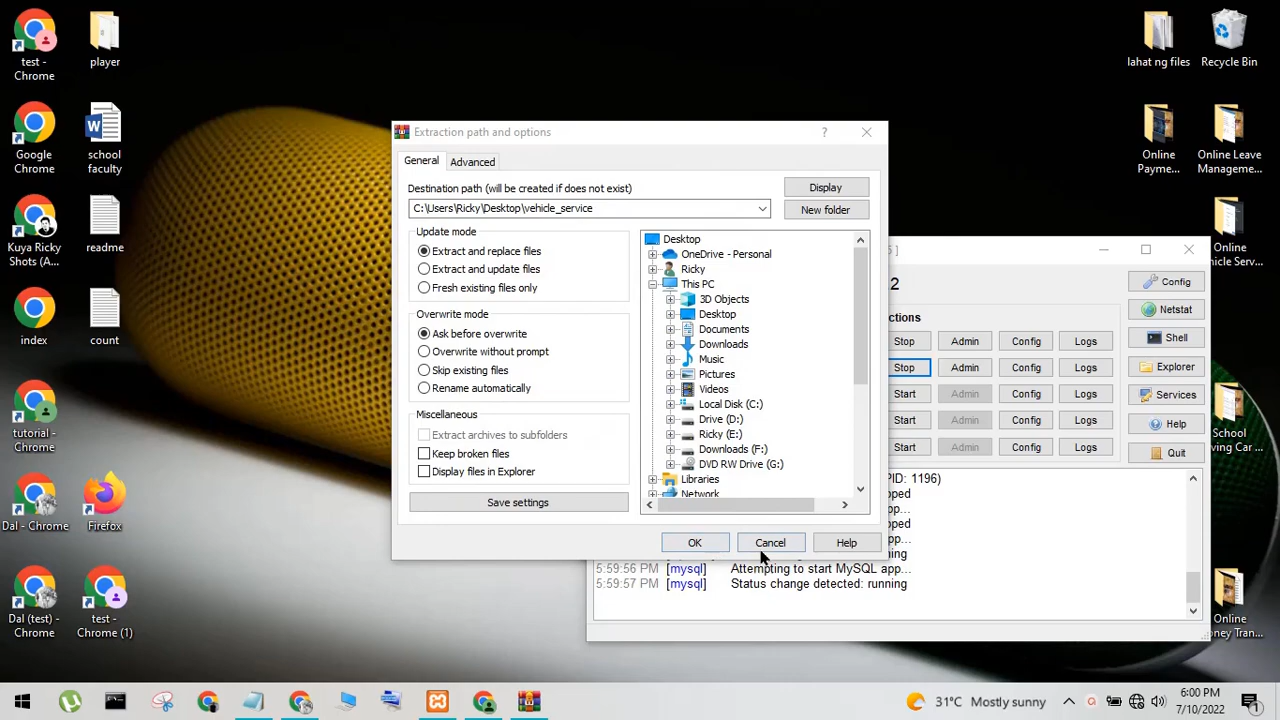 test -
Chrome
player
Google
Chrome
school
faculty
Kuya Ricky
Shots (A...
readme
index
count
tutorial -
Chrome
Dal - Chrome
Firefox
Dal (test) -
Chrome
test -
Chrome (1)
Extraction path and options
?
General
Advanced
Destination path (will be created if does not exist)
C:\Users\Ricky\Desktop\vehicle_service
Display
New folder
Update mode
Extract and replace files
Extract and update files
Fresh existing files only
Overwrite mode
Ask before overwrite
Overwrite without prompt
Skip existing files
Rename automatically
Miscellaneous
Extract archives to subfolders
Keep broken files
Display files in Explorer
Save settings
Desktop
OneDrive - Personal
Ricky
This PC
3D Objects
Desktop
Documents
Downloads
Music
Pictures
Videos
Local Disk (C:)
Drive (D:)
Ricky (E:)
Downloads (F:)
DVD RW Drive (G:)
Libraries
Network
OK
Cancel
Help
]
2
Config
Netstat
Shell
Explorer
Services
Help
Quit
Stop Admin Config Logs
Stop Admin Config Logs
Start Admin Config Logs
Start Admin Config Logs
Start Admin Config Logs
PID: 1196)
5:59:56 PM [mysql] Attempting to start MySQL app...
5:59:57 PM [mysql] Status change detected: running
lahat ng files
Recycle Bin
Online
Payme...
Online Leave
Manageme...
Online
School
Online
31°C Mostly sunny
6:00 PM
7/10/2022
1